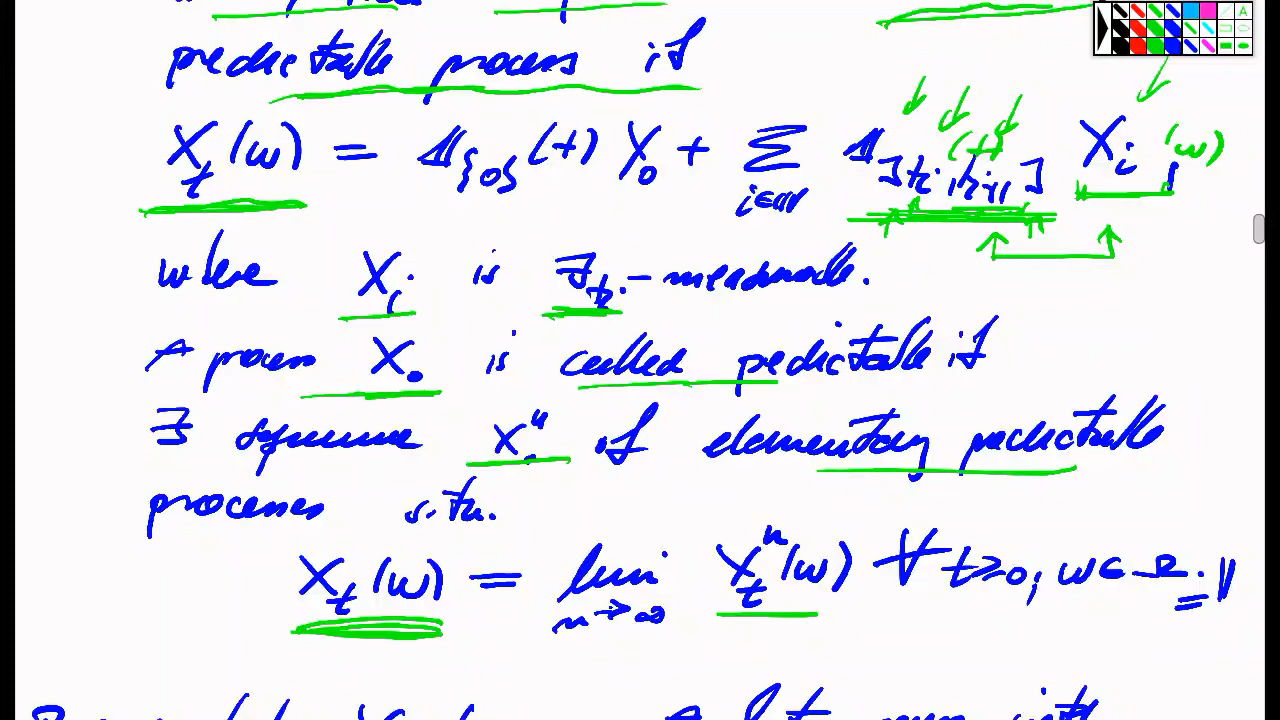 predictable process if
X_t(ω) = 𝟙_{0}(t) X_0 + Σ_{i∈ℕ} 𝟙_{]t_i, t_{i+1}]}(t) X_i(ω)
where X_i is ℱ_{t_i}-measurable.
A process X. is called predictable if
∃ sequence X.ⁿ of elementary predictable
processes s.th.
X_t(ω) = lim_{n→∞} X_tⁿ(ω) ∀ t≥0, ω∈Ω.